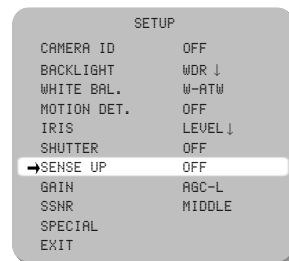 SETUP
CAMERA ID OFF
BACKLIGHT WDR ↓
WHITE BAL. W-ATW
MOTION DET. OFF
IRIS LEVEL ↓
SHUTTER OFF
→SENSE UP OFF
GAIN AGC-L
SSNR MIDDLE
SPECIAL
EXIT